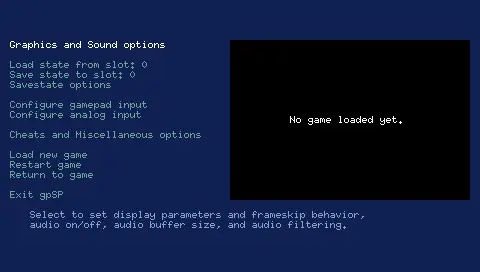 Graphics and Sound options
Load state from slot: 0
Save state to slot: 0
Savestate options
Configure gamepad input
Configure analog input
Cheats and Miscellaneous options
Load new game
Restart game
Return to game
Exit gpSP
No game loaded yet.
Select to set display parameters and frameskip behavior,
audio on/off, audio buffer size, and audio filtering.